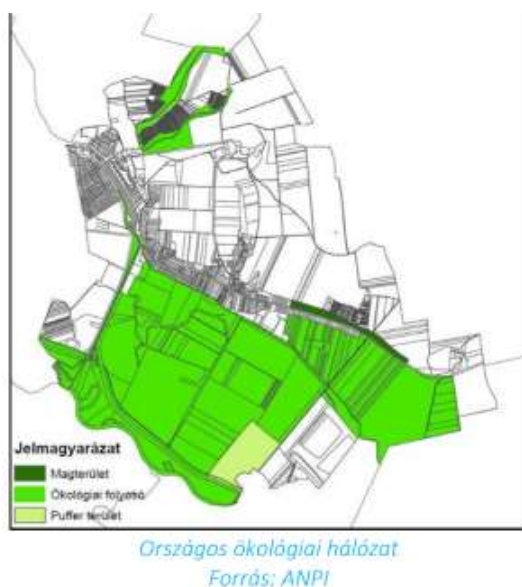 Jelmagyarázat
Magterület
Ökológiai folyosó
Puffer terület
Országos ökológiai hálózat
Forrás: ANPI